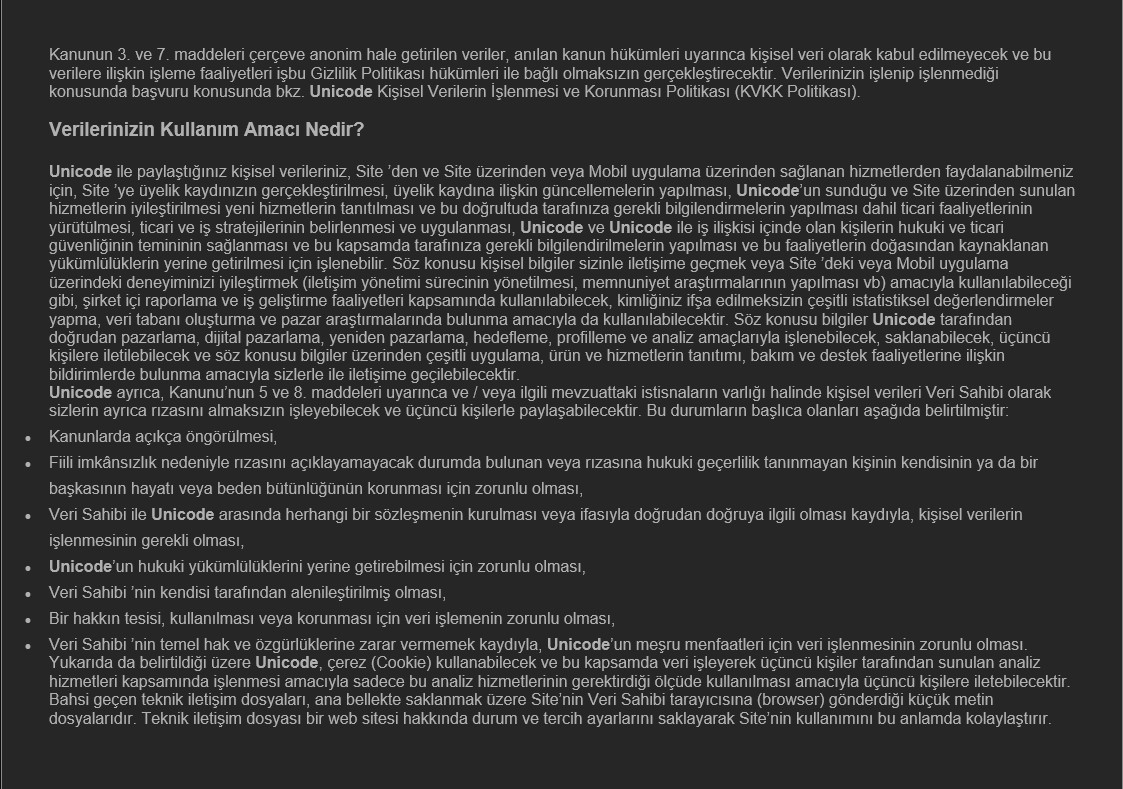 Kanunun 3. ve 7. maddeleri çerçeve anonim hale getirilen veriler, anılan kanun hükümleri uyarınca kişisel veri olarak kabul edilmeyecek ve bu
verilere ilişkin işleme faaliyetleri işbu Gizlilik Politikası hükümleri ile bağlı olmaksızın gerçekleştirecektir. Verilerinizin işlenip işlenmediği
konusunda başvuru konusunda bkz. Unicode Kişisel Verilerin İşlenmesi ve Korunması Politikası (KVKK Politikası).
Verilerinizin Kullanım Amacı Nedir?
Unicode ile paylaştığınız kişisel verileriniz, Site ’den ve Site üzerinden veya Mobil uygulama üzerinden sağlanan hizmetlerden faydalanabilmeniz
için, Site ’ye üyelik kaydınızın gerçekleştirilmesi, üyelik kaydına ilişkin güncellemelerin yapılması, Unicode’un sunduğu ve Site üzerinden sunulan
hizmetlerin iyileştirilmesi yeni hizmetlerin tanıtılması ve bu doğrultuda tarafınıza gerekli bilgilendirmelerin yapılması dahil ticari faaliyetlerinin
yürütülmesi, ticari ve iş stratejilerinin belirlenmesi ve uygulanması, Unicode ve Unicode ile iş ilişkisi içinde olan kişilerin hukuki ve ticari
güvenliğinin temininin sağlanması ve bu kapsamda tarafınıza gerekli bilgilendirilmelerin yapılması ve bu faaliyetlerin doğasından kaynaklanan
yükümlülüklerin yerine getirilmesi için işlenebilir. Söz konusu kişisel bilgiler sizinle iletişime geçmek veya Site ’deki veya Mobil uygulama
üzerindeki deneyiminizi iyileştirmek (iletişim yönetimi sürecinin yönetilmesi, memnuniyet araştırmalarının yapılması vb) amacıyla kullanılabileceği
gibi, şirket içi raporlama ve iş geliştirme faaliyetleri kapsamında kullanılabilecek, kimliğiniz ifşa edilmeksizin çeşitli istatistiksel değerlendirmeler
yapma, veri tabanı oluşturma ve pazar araştırmalarında bulunma amacıyla da kullanılabilecektir. Söz konusu bilgiler Unicode tarafından
doğrudan pazarlama, dijital pazarlama, yeniden pazarlama, hedefleme, profilleme ve analiz amaçlarıyla işlenebilecek, saklanabilecek, üçüncü
kişilere iletilebilecek ve söz konusu bilgiler üzerinden çeşitli uygulama, ürün ve hizmetlerin tanıtımı, bakım ve destek faaliyetlerine ilişkin
bildirimlerde bulunma amacıyla sizlerle ile iletişime geçilebilecektir.
Unicode ayrıca, Kanunu’nun 5 ve 8. maddeleri uyarınca ve / veya ilgili mevzuattaki istisnaların varlığı halinde kişisel verileri Veri Sahibi olarak
sizlerin ayrıca rızasını almaksızın işleyebilecek ve üçüncü kişilerle paylaşabilecektir. Bu durumların başlıca olanları aşağıda belirtilmiştir:
• Kanunlarda açıkça öngörülmesi,
• Fiili imkânsızlık nedeniyle rızasını açıklayamayacak durumda bulunan veya rızasına hukuki geçerlilik tanınmayan kişinin kendisinin ya da bir
başkasının hayatı veya beden bütünlüğünün korunması için zorunlu olması,
• Veri Sahibi ile Unicode arasında herhangi bir sözleşmenin kurulması veya ifasıyla doğrudan doğruya ilgili olması kaydıyla, kişisel verilerin
işlenmesinin gerekli olması,
• Unicode’un hukuki yükümlülüklerini yerine getirebilmesi için zorunlu olması,
• Veri Sahibi ’nin kendisi tarafından alenileştirilmiş olması,
• Bir hakkın tesisi, kullanılması veya korunması için veri işlemenin zorunlu olması,
• Veri Sahibi ’nin temel hak ve özgürlüklerine zarar vermemek kaydıyla, Unicode’un meşru menfaatleri için veri işlenmesinin zorunlu olması.
Yukarıda da belirtildiği üzere Unicode, çerez (Cookie) kullanabilecek ve bu kapsamda veri işleyerek üçüncü kişiler tarafından sunulan analiz
hizmetleri kapsamında işlenmesi amacıyla sadece bu analiz hizmetlerinin gerektirdiği ölçüde kullanılması amacıyla üçüncü kişilere iletebilecektir.
Bahsi geçen teknik iletişim dosyaları, ana bellekte saklanmak üzere Site’nin Veri Sahibi tarayıcısına (browser) gönderdiği küçük metin
dosyalarıdır. Teknik iletişim dosyası bir web sitesi hakkında durum ve tercih ayarlarını saklayarak Site’nin kullanımını bu anlamda kolaylaştırır.